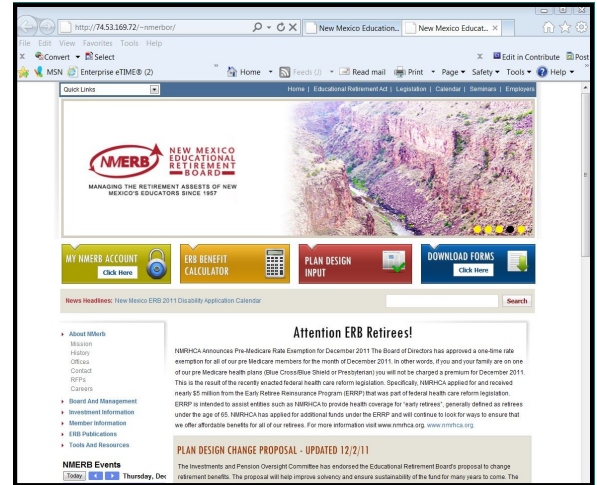 http://74.53.169.72/~nmerbor/
New Mexico Education...
New Mexico Educat...
File Edit View Favorites Tools Help
x Convert Select
x Edit in Contribute Post
MSN Enterprise eTIME® (2)
Home Feeds (J) Read mail Print Page Safety Tools Help
Quick Links
Home | Educational Retirement Act | Legislation | Calendar | Seminars | Employers
NMERB
NEW MEXICO
EDUCATIONAL
RETIREMENT
BOARD
MANAGING THE RETIREMENT ASSESTS OF NEW
MEXICO'S EDUCATORS SINCE 1957
MY NMERB ACCOUNT
Click Here
ERB BENEFIT
CALCULATOR
PLAN DESIGN
INPUT
DOWNLOAD FORMS
Click Here
News Headlines: New Mexico ERB 2011 Disability Application Calendar
Search
About NMerb
Mission
History
Offices
Contact
RFPs
Careers
Board And Management
Investment Information
Member Information
ERB Publications
Tools And Resources
NMERB Events
Today Thursday, Dec
Attention ERB Retirees!
NMRHCA Announces Pre-Medicare Rate Exemption for December 2011 The Board of Directors has approved a one-time rate
exemption for all of our pre Medicare members for the month of December 2011. In other words, if you and your family are on one
of our pre Medicare health plans (Blue Cross/Blue Shield or Presbyterian) you will not be charged a premium for December 2011.
This is the result of the recently enacted federal health care reform legislation. Specifically, NMRHCA applied for and received
nearly $5 million from the Early Retiree Reinsurance Program (ERRP) that was part of federal health care reform legislation.
ERRP is intended to assist entities such as NMRHCA to provide health coverage for "early retirees", generally defined as retirees
under the age of 65. NMRHCA has applied for additional funds under the ERRP and will continue to look for ways to ensure that
we offer affordable benefits for all of our retirees. For more information visit www.nmrhca.org. www.nmrhca.org.
PLAN DESIGN CHANGE PROPOSAL - UPDATED 12/2/11
The Investments and Pension Oversight Committee has endorsed the Educational Retirement Board's proposal to change
retirement benefits. The proposal will help improve solvency and ensure sustainability of the fund for many years to come. The